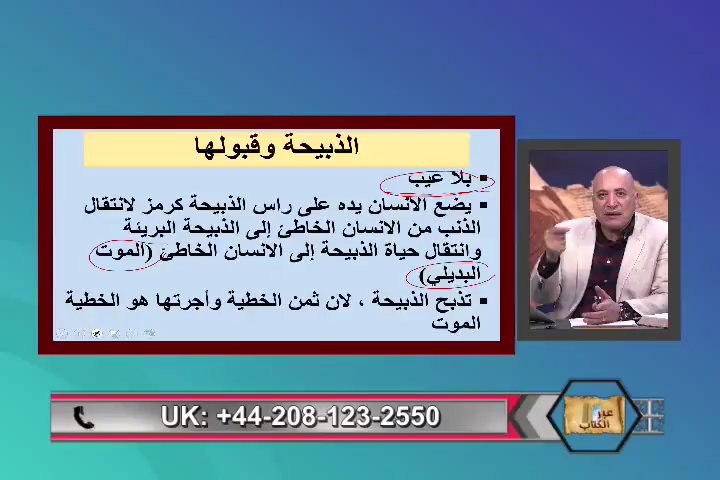 الذبيحة وقبولها
▪ بلا عيب
▪ يضع الانسان يده على راس الذبيحة كرمز لانتقال
الذنب من الانسان الخاطئ إلى الذبيحة البريئة
وانتقال حياة الذبيحة إلى الانسان الخاطئ (الموت
البديلي)
▪ تذبح الذبيحة ، لان ثمن الخطية وأجرتها هو الخطية
الموت
UK: +44-208-123-2550
عبر
الكتاب